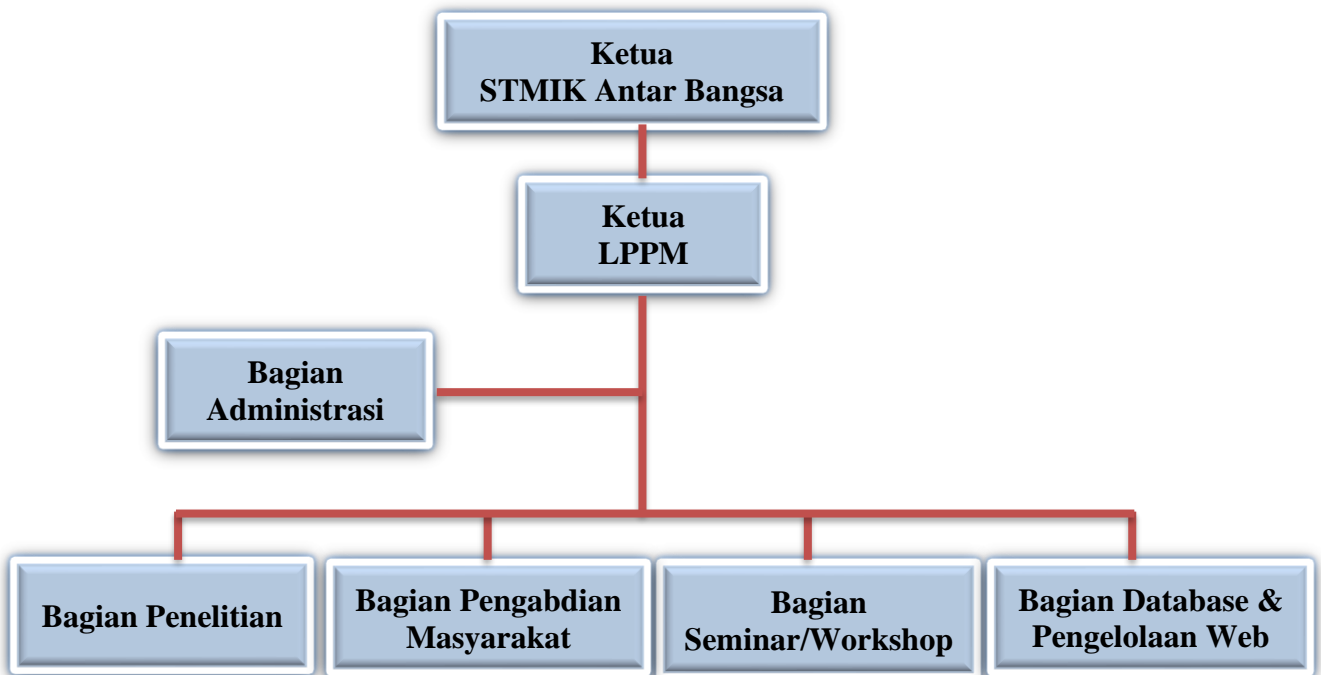 Ketua
STMIK Antar Bangsa
Ketua
LPPM
Bagian
Administrasi
Bagian Penelitian
Bagian Pengabdian
Masyarakat
Bagian
Seminar/Workshop
Bagian Database &
Pengelolaan Web